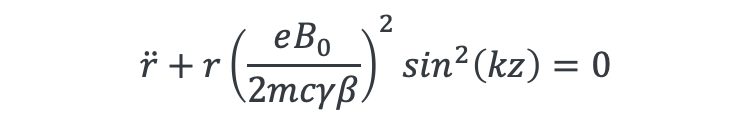 r̈ + r (eB₀ / 2mcγβ)² sin²(kz) = 0